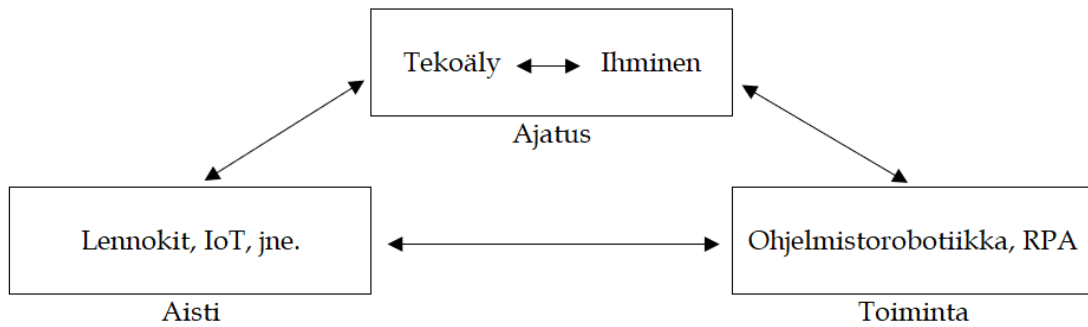 Tekoäly Ihminen
Ajatus
Lennokit, IoT, jne.
Aisti
Ohjelmistorobotiikka, RPA
Toiminta